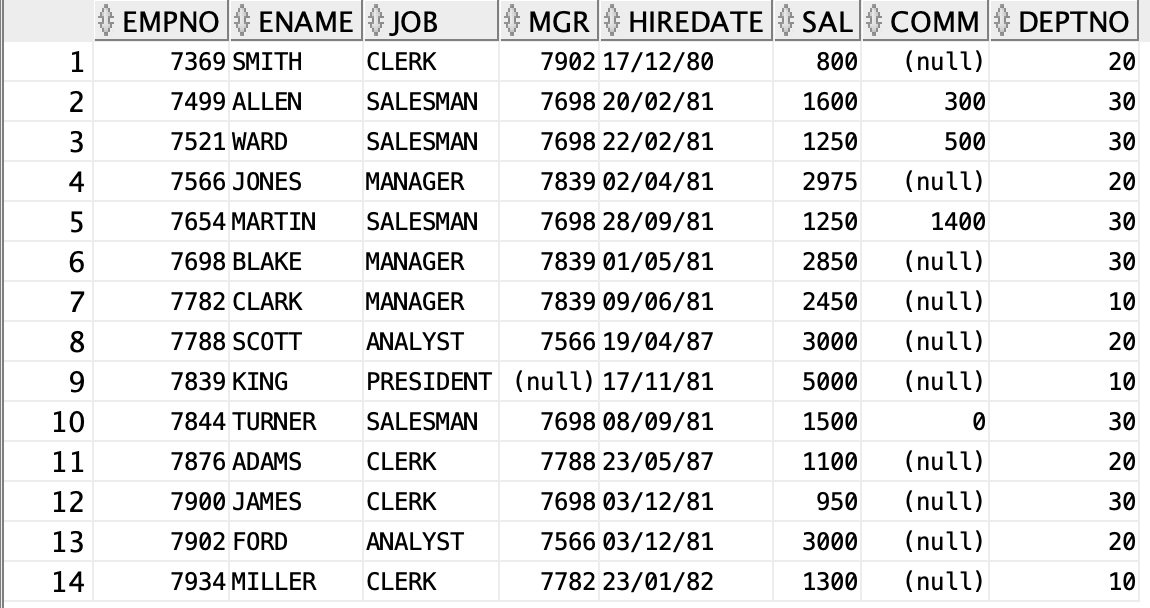 EMPNO ENAME JOB MGR HIREDATE SAL COMM DEPTNO
1 7369 SMITH CLERK 7902 17/12/80 800 (null) 20
2 7499 ALLEN SALESMAN 7698 20/02/81 1600 300 30
3 7521 WARD SALESMAN 7698 22/02/81 1250 500 30
4 7566 JONES MANAGER 7839 02/04/81 2975 (null) 20
5 7654 MARTIN SALESMAN 7698 28/09/81 1250 1400 30
6 7698 BLAKE MANAGER 7839 01/05/81 2850 (null) 30
7 7782 CLARK MANAGER 7839 09/06/81 2450 (null) 10
8 7788 SCOTT ANALYST 7566 19/04/87 3000 (null) 20
9 7839 KING PRESIDENT (null) 17/11/81 5000 (null) 10
10 7844 TURNER SALESMAN 7698 08/09/81 1500 0 30
11 7876 ADAMS CLERK 7788 23/05/87 1100 (null) 20
12 7900 JAMES CLERK 7698 03/12/81 950 (null) 30
13 7902 FORD ANALYST 7566 03/12/81 3000 (null) 20
14 7934 MILLER CLERK 7782 23/01/82 1300 (null) 10